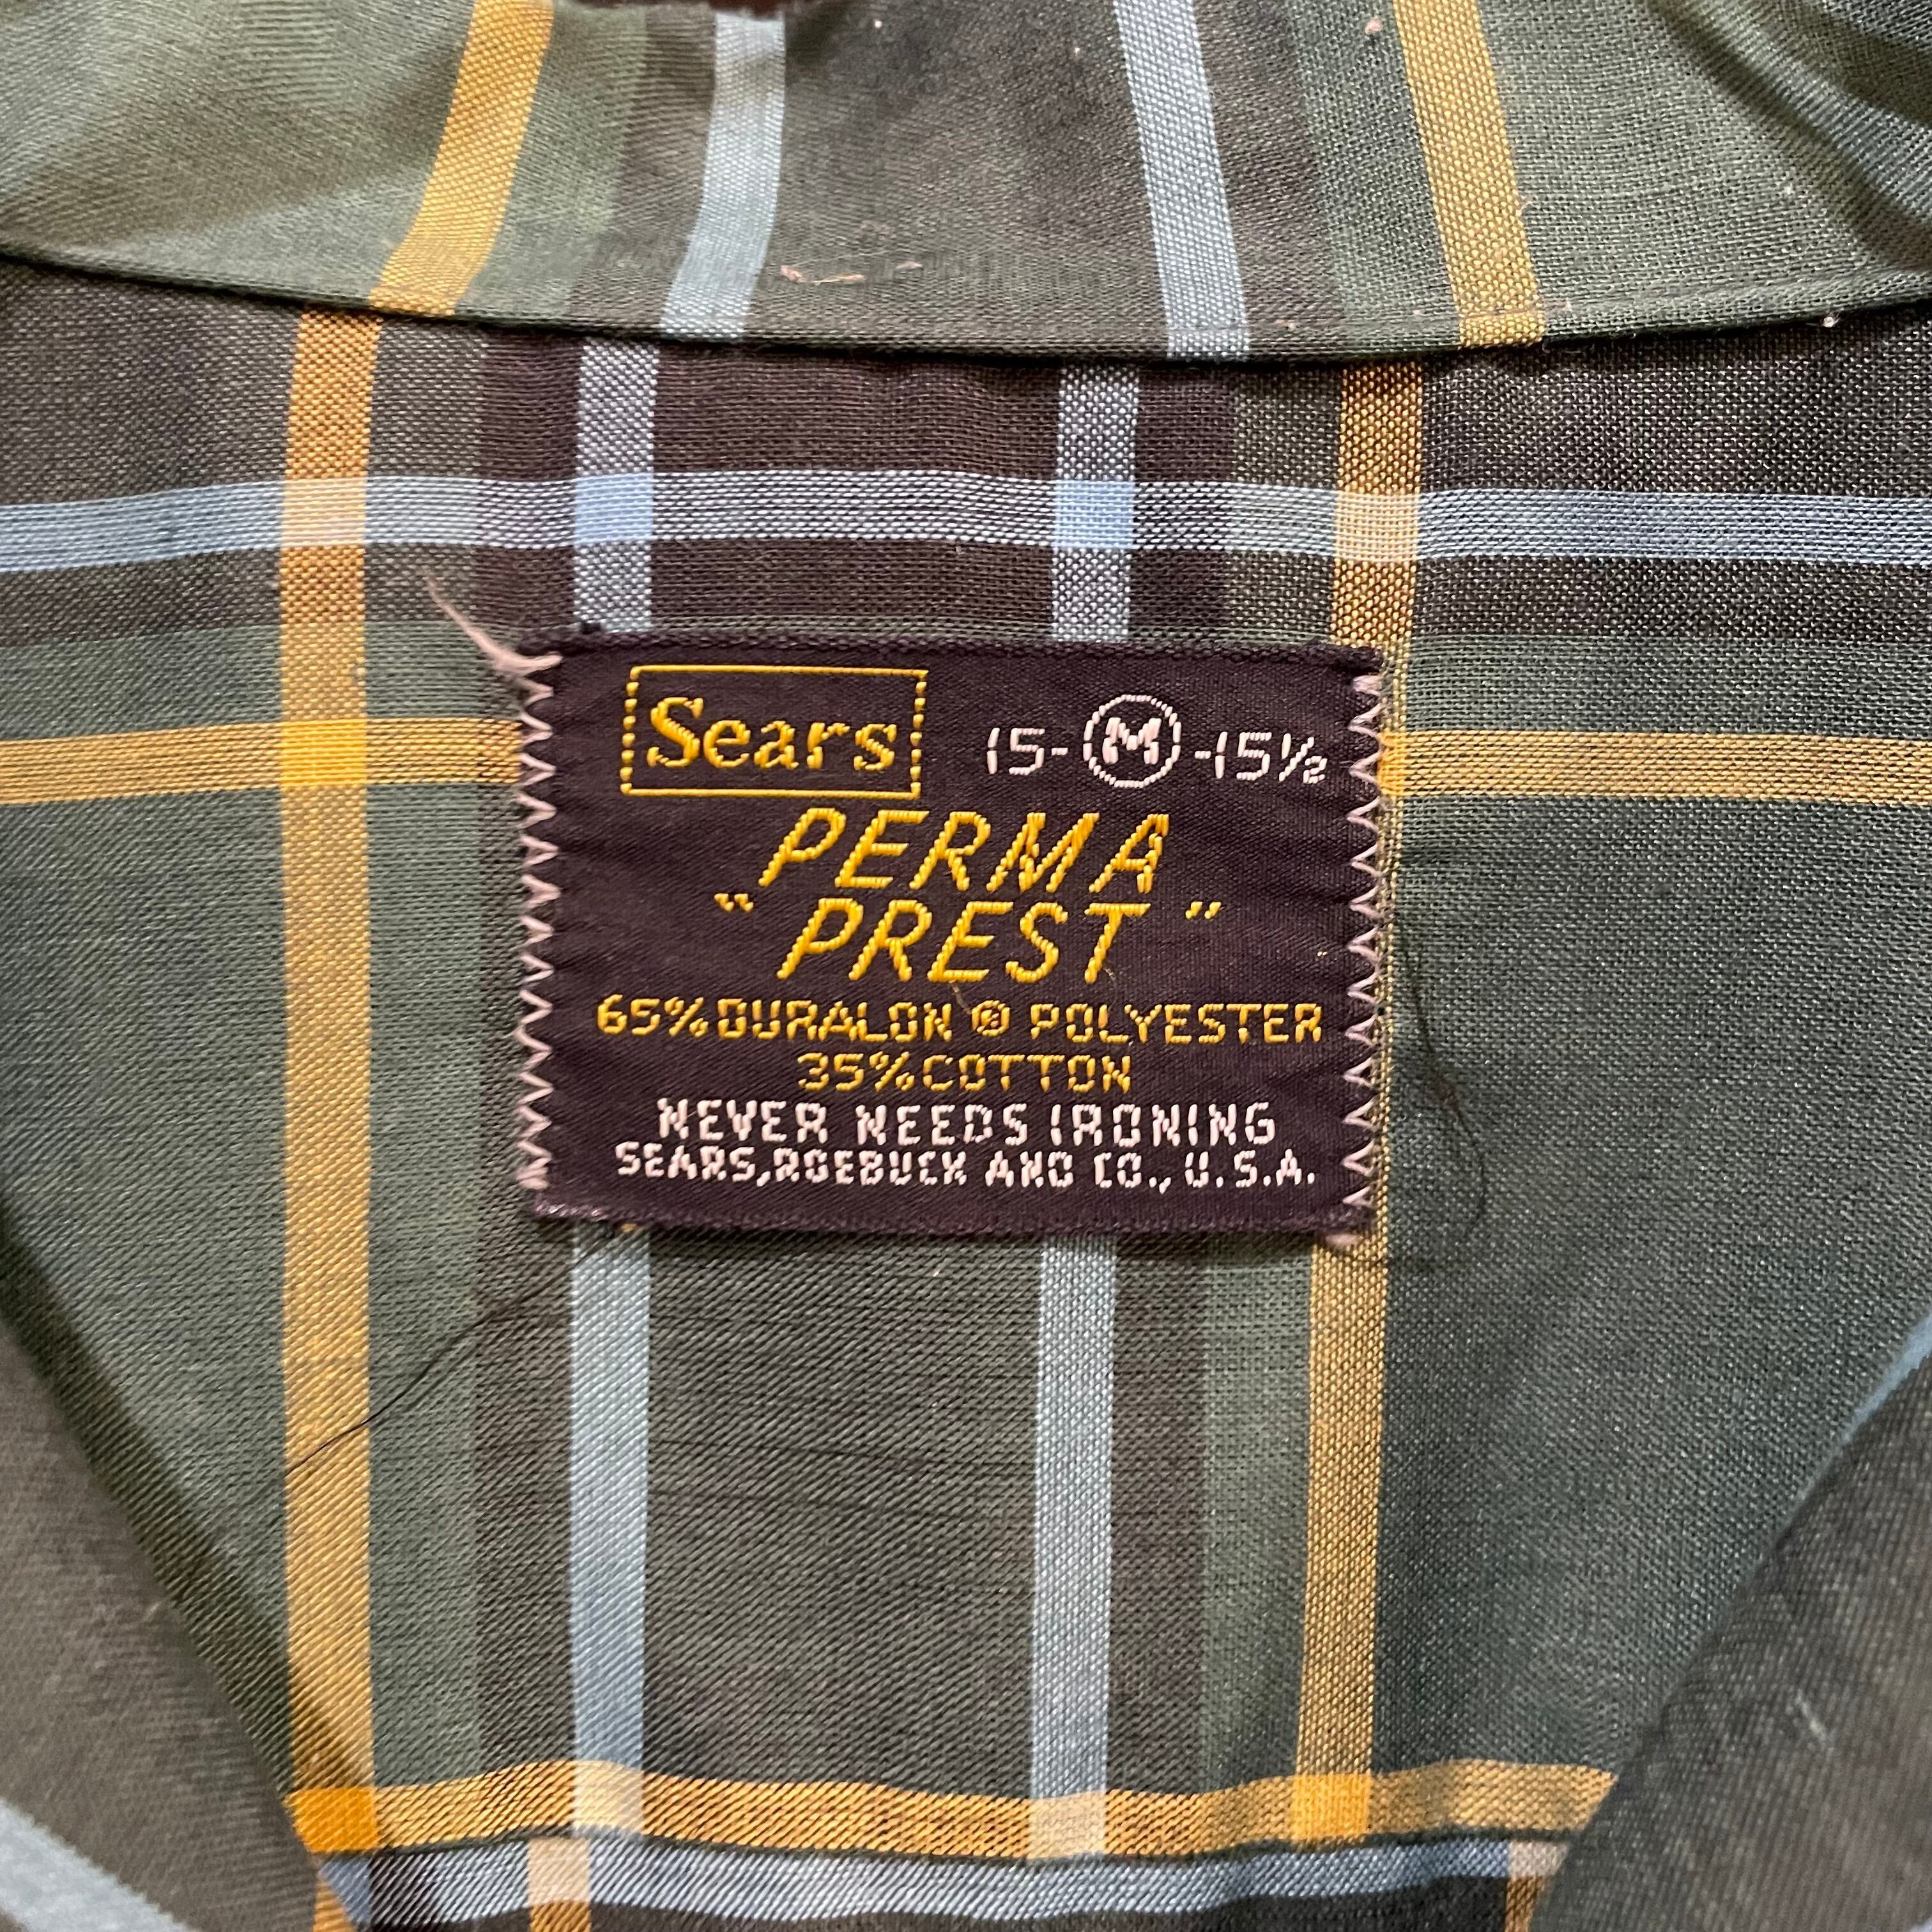 Sears 15-M-15½
PERMA
" PREST "
65% DURALON ® POLYESTER
35% COTTON
NEVER NEEDS IRONING
SEARS, ROEBUCK AND CO., U.S.A.